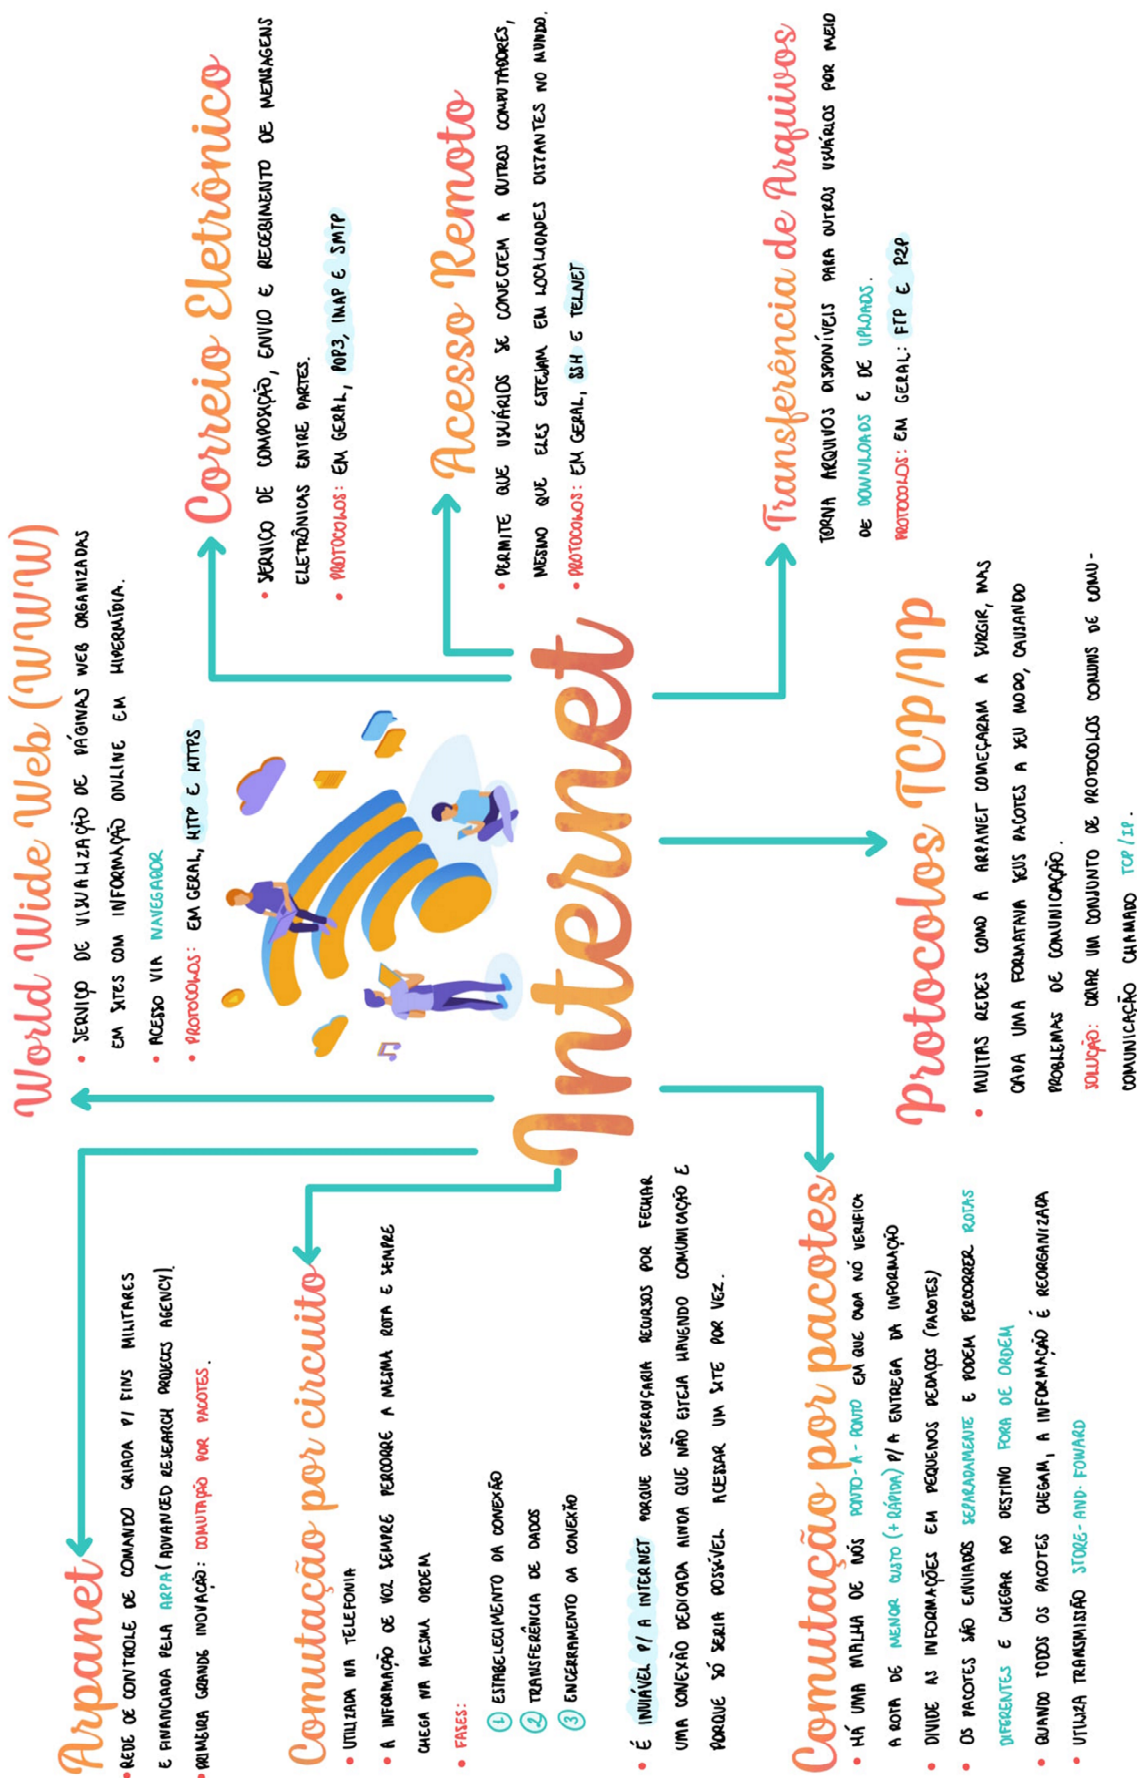 Arpanet
• REDE DE CONTROLE DE COMANDO CRIADA P/ FINS MILITARES
E FINANCIADA PELA ARPA (ADVANCED RESEARCH PROJECTS AGENCY).
• PRIMEIRA GRANDE INOVAÇÃO: COMUTAÇÃO POR PACOTES.
World Wide Web (WWW)
• SERVIÇO DE VISUALIZAÇÃO DE PÁGINAS WEB ORGANIZADAS
EM SITES COM INFORMAÇÃO ONLINE EM HIPERMÍDIA.
• ACESSO VIA NAVEGADOR
• PROTOCOLOS: EM GERAL, HTTP E HTTPS
Correio Eletrônico
• SERVIÇO DE COMPOSIÇÃO, ENVIO E RECEBIMENTO DE MENSAGENS
ELETRÔNICAS ENTRE PARTES.
• PROTOCOLOS: EM GERAL, POP3, IMAP E SMTP
Comutação por circuito
• UTILIZADA NA TELEFONIA
• A INFORMAÇÃO DE VOZ SEMPRE PERCORRE A MESMA ROTA E SEMPRE
CHEGA NA MESMA ORDEM
• FASES:
1 ESTABELECIMENTO DA CONEXÃO
2 TRANSFERÊNCIA DE DADOS
3 ENCERRAMENTO DA CONEXÃO
• É INVIÁVEL P/ A INTERNET PORQUE DESPERDIÇARIA RECURSOS POR FECHAR
UMA CONEXÃO DEDICADA AINDA QUE NÃO ESTEJA HAVENDO COMUNICAÇÃO E
PORQUE SÓ SERIA POSSÍVEL ACESSAR UM SITE POR VEZ.
Internet
Acesso Remoto
• PERMITE QUE USUÁRIOS SE CONECTEM A OUTROS COMPUTADORES,
MESMO QUE ELES ESTEJAM EM LOCALIDADES DISTANTES NO MUNDO.
• PROTOCOLOS: EM GERAL, SSH E TELNET
Comutação por pacotes
• HÁ UMA MALHA DE NÓS PONTO-A-PONTO EM QUE CADA NÓ VERIFICA
A ROTA DE MENOR CUSTO (+ RÁPIDA) P/ A ENTREGA DA INFORMAÇÃO
• DIVIDE AS INFORMAÇÕES EM PEQUENOS PEDAÇOS (PACOTES)
• OS PACOTES SÃO ENVIADOS SEPARADAMENTE E PODEM PERCORRER ROTAS
DIFERENTES E CHEGAR AO DESTINO FORA DE ORDEM
• QUANDO TODOS OS PACOTES CHEGAM, A INFORMAÇÃO É REORGANIZADA
• UTILIZA TRANSMISSÃO STORE-AND-FOWARD
Protocolos TCP/IP
• MUITAS REDES COMO A ARPANET COMEÇARAM A SURGIR, MAS
CADA UMA FORMATAVA SEUS PACOTES A SEU MODO, CAUSANDO
PROBLEMAS DE COMUNICAÇÃO.
SOLUÇÃO: CRIAR UM CONJUNTO DE PROTOCOLOS COMUNS DE COMU-
COMUNICAÇÃO CHAMADO TCP/IP.
Transferência de Arquivos
TORNA ARQUIVOS DISPONÍVEIS PARA OUTROS USUÁRIOS POR MEIO
DE DOWNLOADS E DE UPLOADS.
PROTOCOLOS: EM GERAL: FTP E P2P